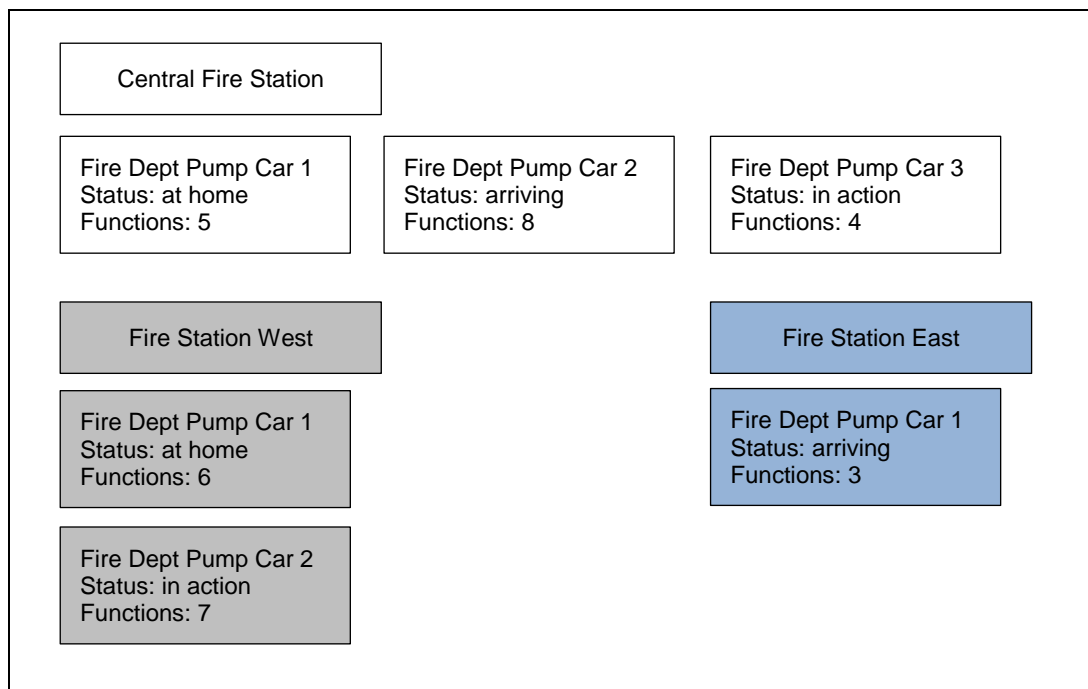 Central Fire Station
Fire Dept Pump Car 1
Status: at home
Functions: 5
Fire Dept Pump Car 2
Status: arriving
Functions: 8
Fire Dept Pump Car 3
Status: in action
Functions: 4
Fire Station West
Fire Station East
Fire Dept Pump Car 1
Status: at home
Functions: 6
Fire Dept Pump Car 1
Status: arriving
Functions: 3
Fire Dept Pump Car 2
Status: in action
Functions: 7